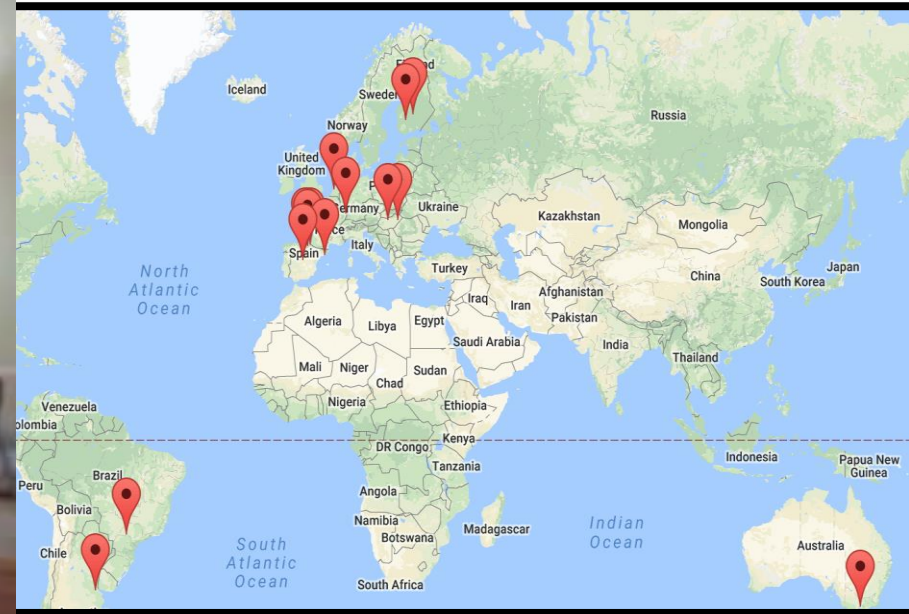 Iceland
Russia
Norway
United
Kingdom
Ukraine
Kazakhstan
Mongolia
Italy
Spain
North
Atlantic
Ocean
Turkey
China
Japan
South Korea
Afghanistan
Iraq
Iran
Pakistan
Algeria
Libya
Egypt
Saudi Arabia
India
Thailand
Mali
Niger
Chad
Sudan
Nigeria
Ethiopia
Venezuela
DR Congo
Kenya
Tanzania
Indonesia
Papua New
Guinea
Peru
Brazil
Bolivia
Angola
Namibia
Botswana
Madagascar
Indian
Ocean
Australia
Chile
South
Atlantic
Ocean
South Africa